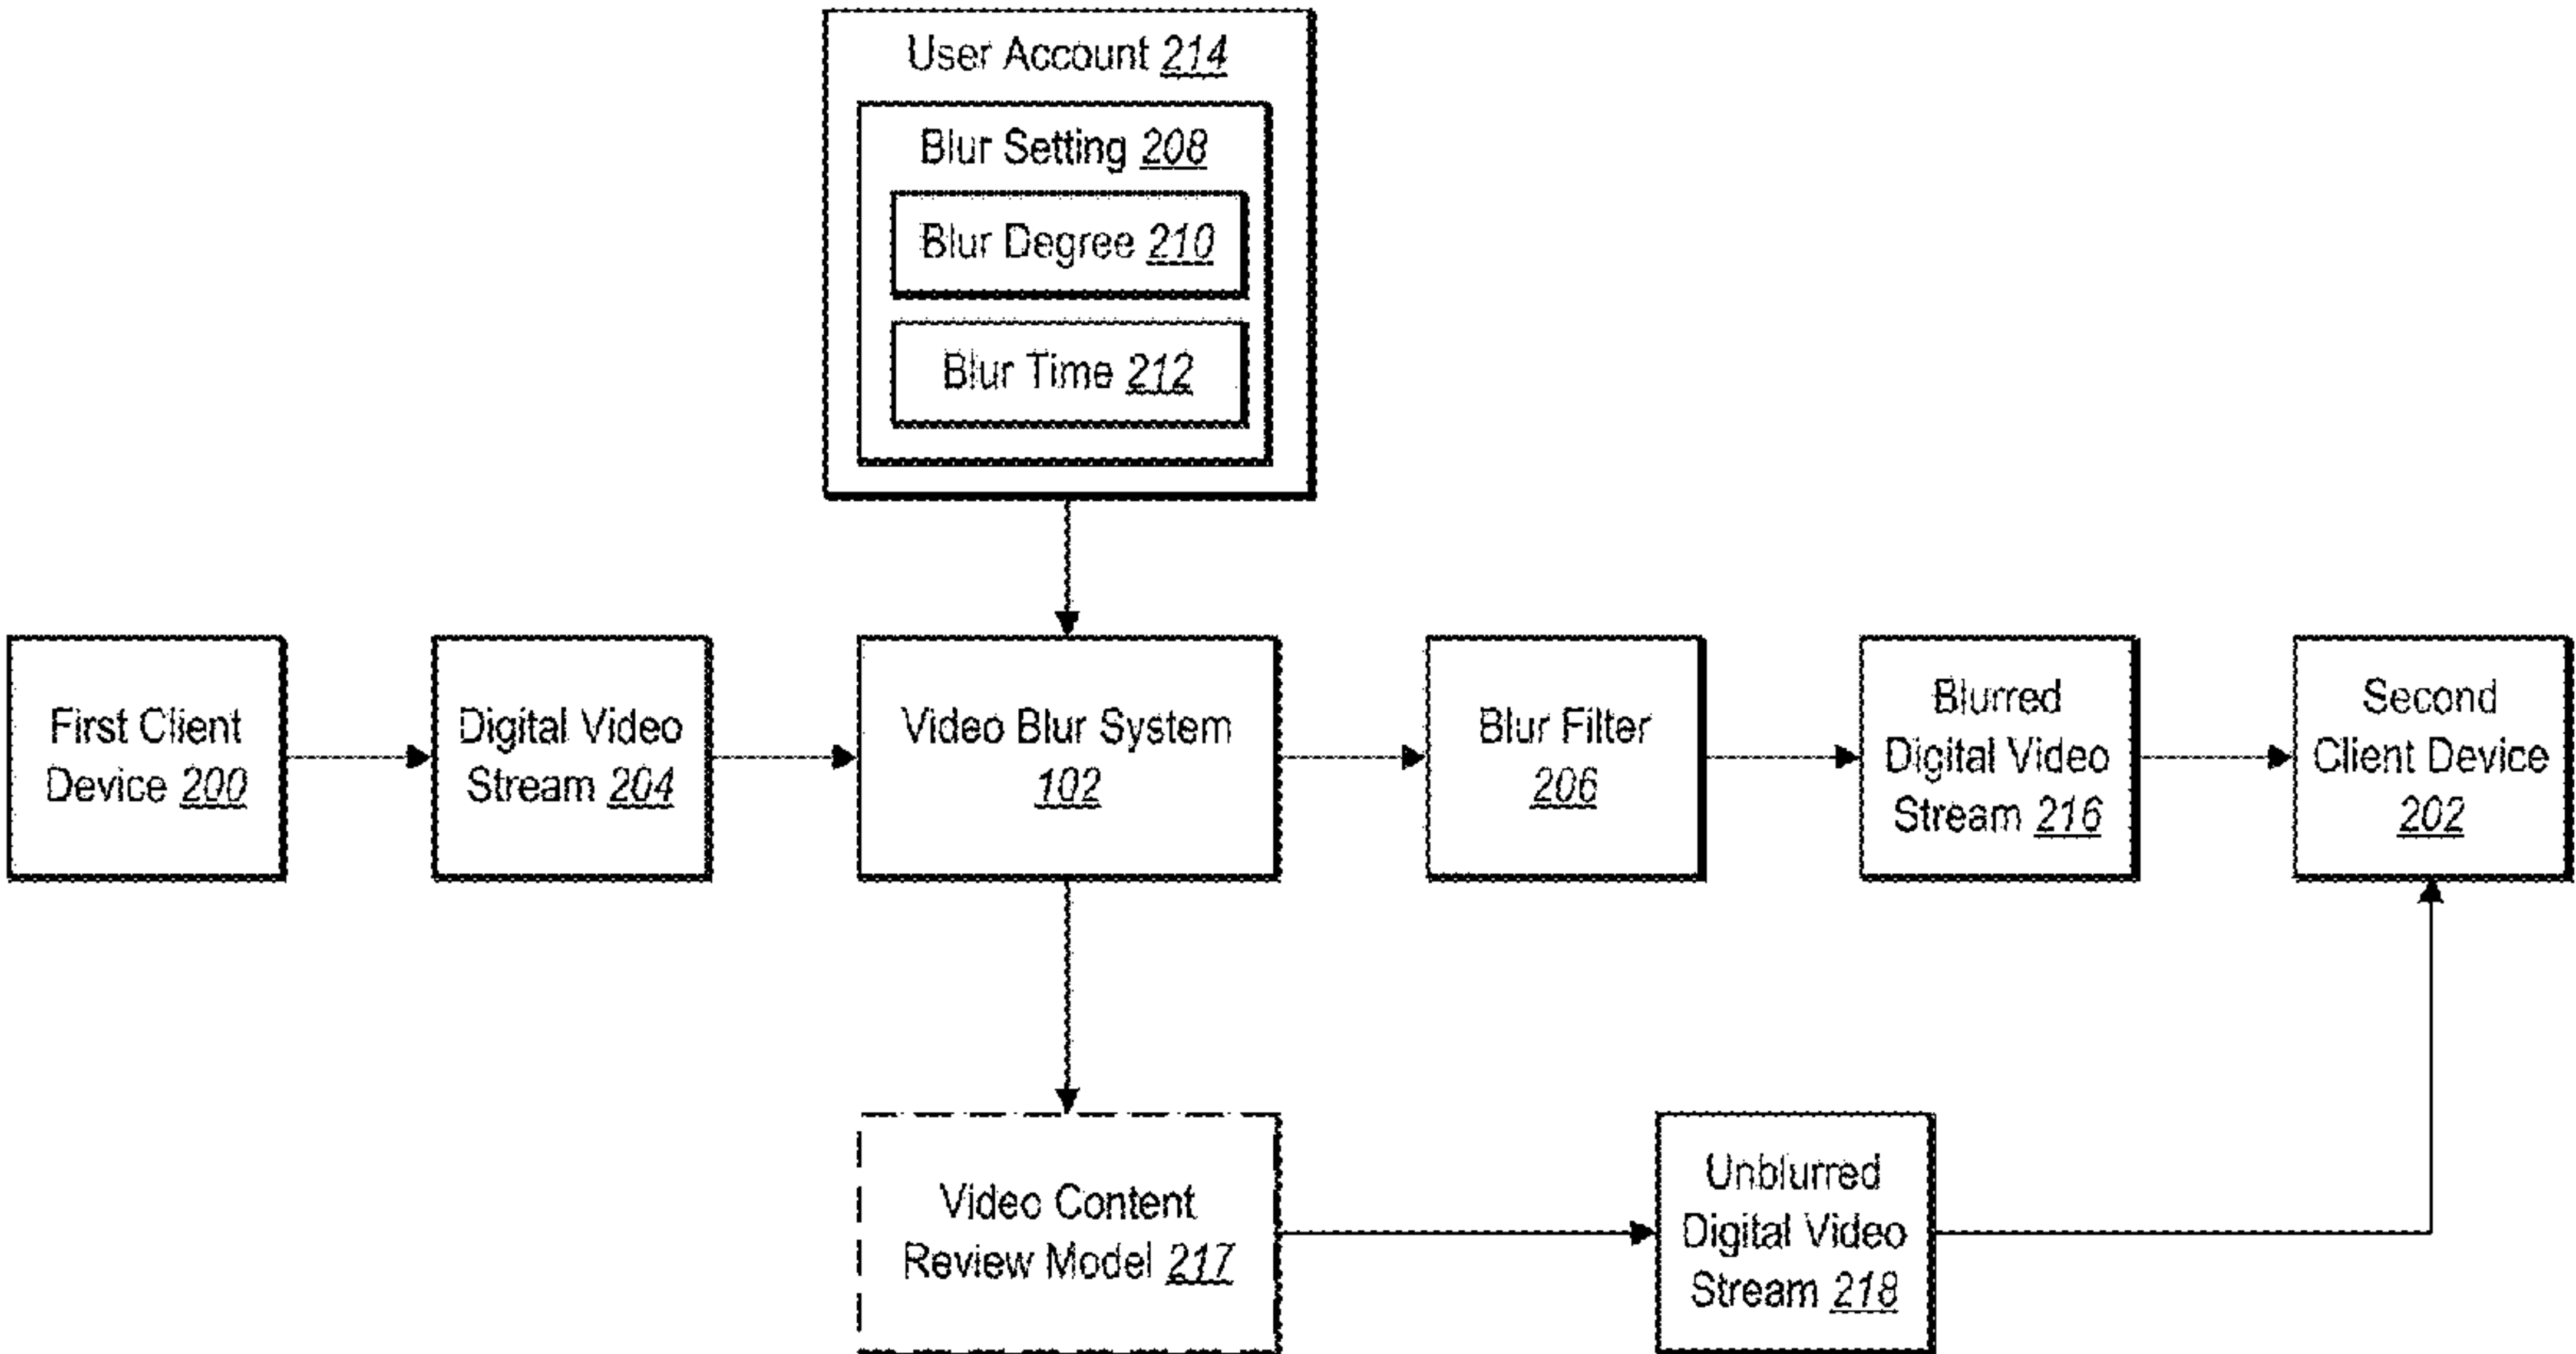 User Account 214
Blur Setting 208
Blur Degree 210
Blur Time 212
First Client
Device 200
Digital Video
Stream 204
Video Blur System
102
Blur Filter
206
Blurred
Digital Video
Stream 216
Second
Client Device
202
Video Content
Review Model 217
Unblurred
Digital Video
Stream 218